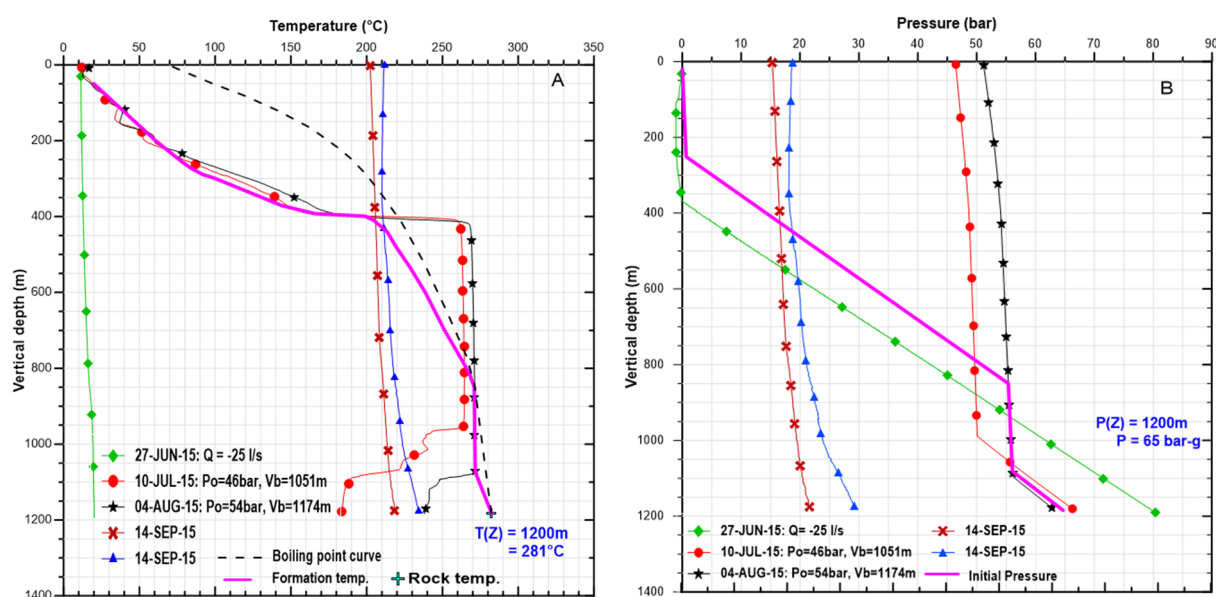 Temperature (°C)
0 50 100 150 200 250 300 350
A
0
200
400
600
800
1000
1200
1400
Vertical depth (m)
27-JUN-15: Q = -25 l/s
10-JUL-15: Po=46bar, Vb=1051m
04-AUG-15: Po=54bar, Vb=1174m
14-SEP-15
14-SEP-15
Boiling point curve
Formation temp.
Rock temp.
T(Z) = 1200m
= 281°C
Pressure (bar)
0 10 20 30 40 50 60 70 80 90
B
0
200
400
600
800
1000
1200
1400
Vertical depth (m)
P(Z) = 1200m
P = 65 bar-g
27-JUN-15: Q= -25 l/s
10-JUL-15: Po=46bar, Vb=1051m
04-AUG-15: Po=54bar, Vb=1174m
14-SEP-15
14-SEP-15
Initial Pressure